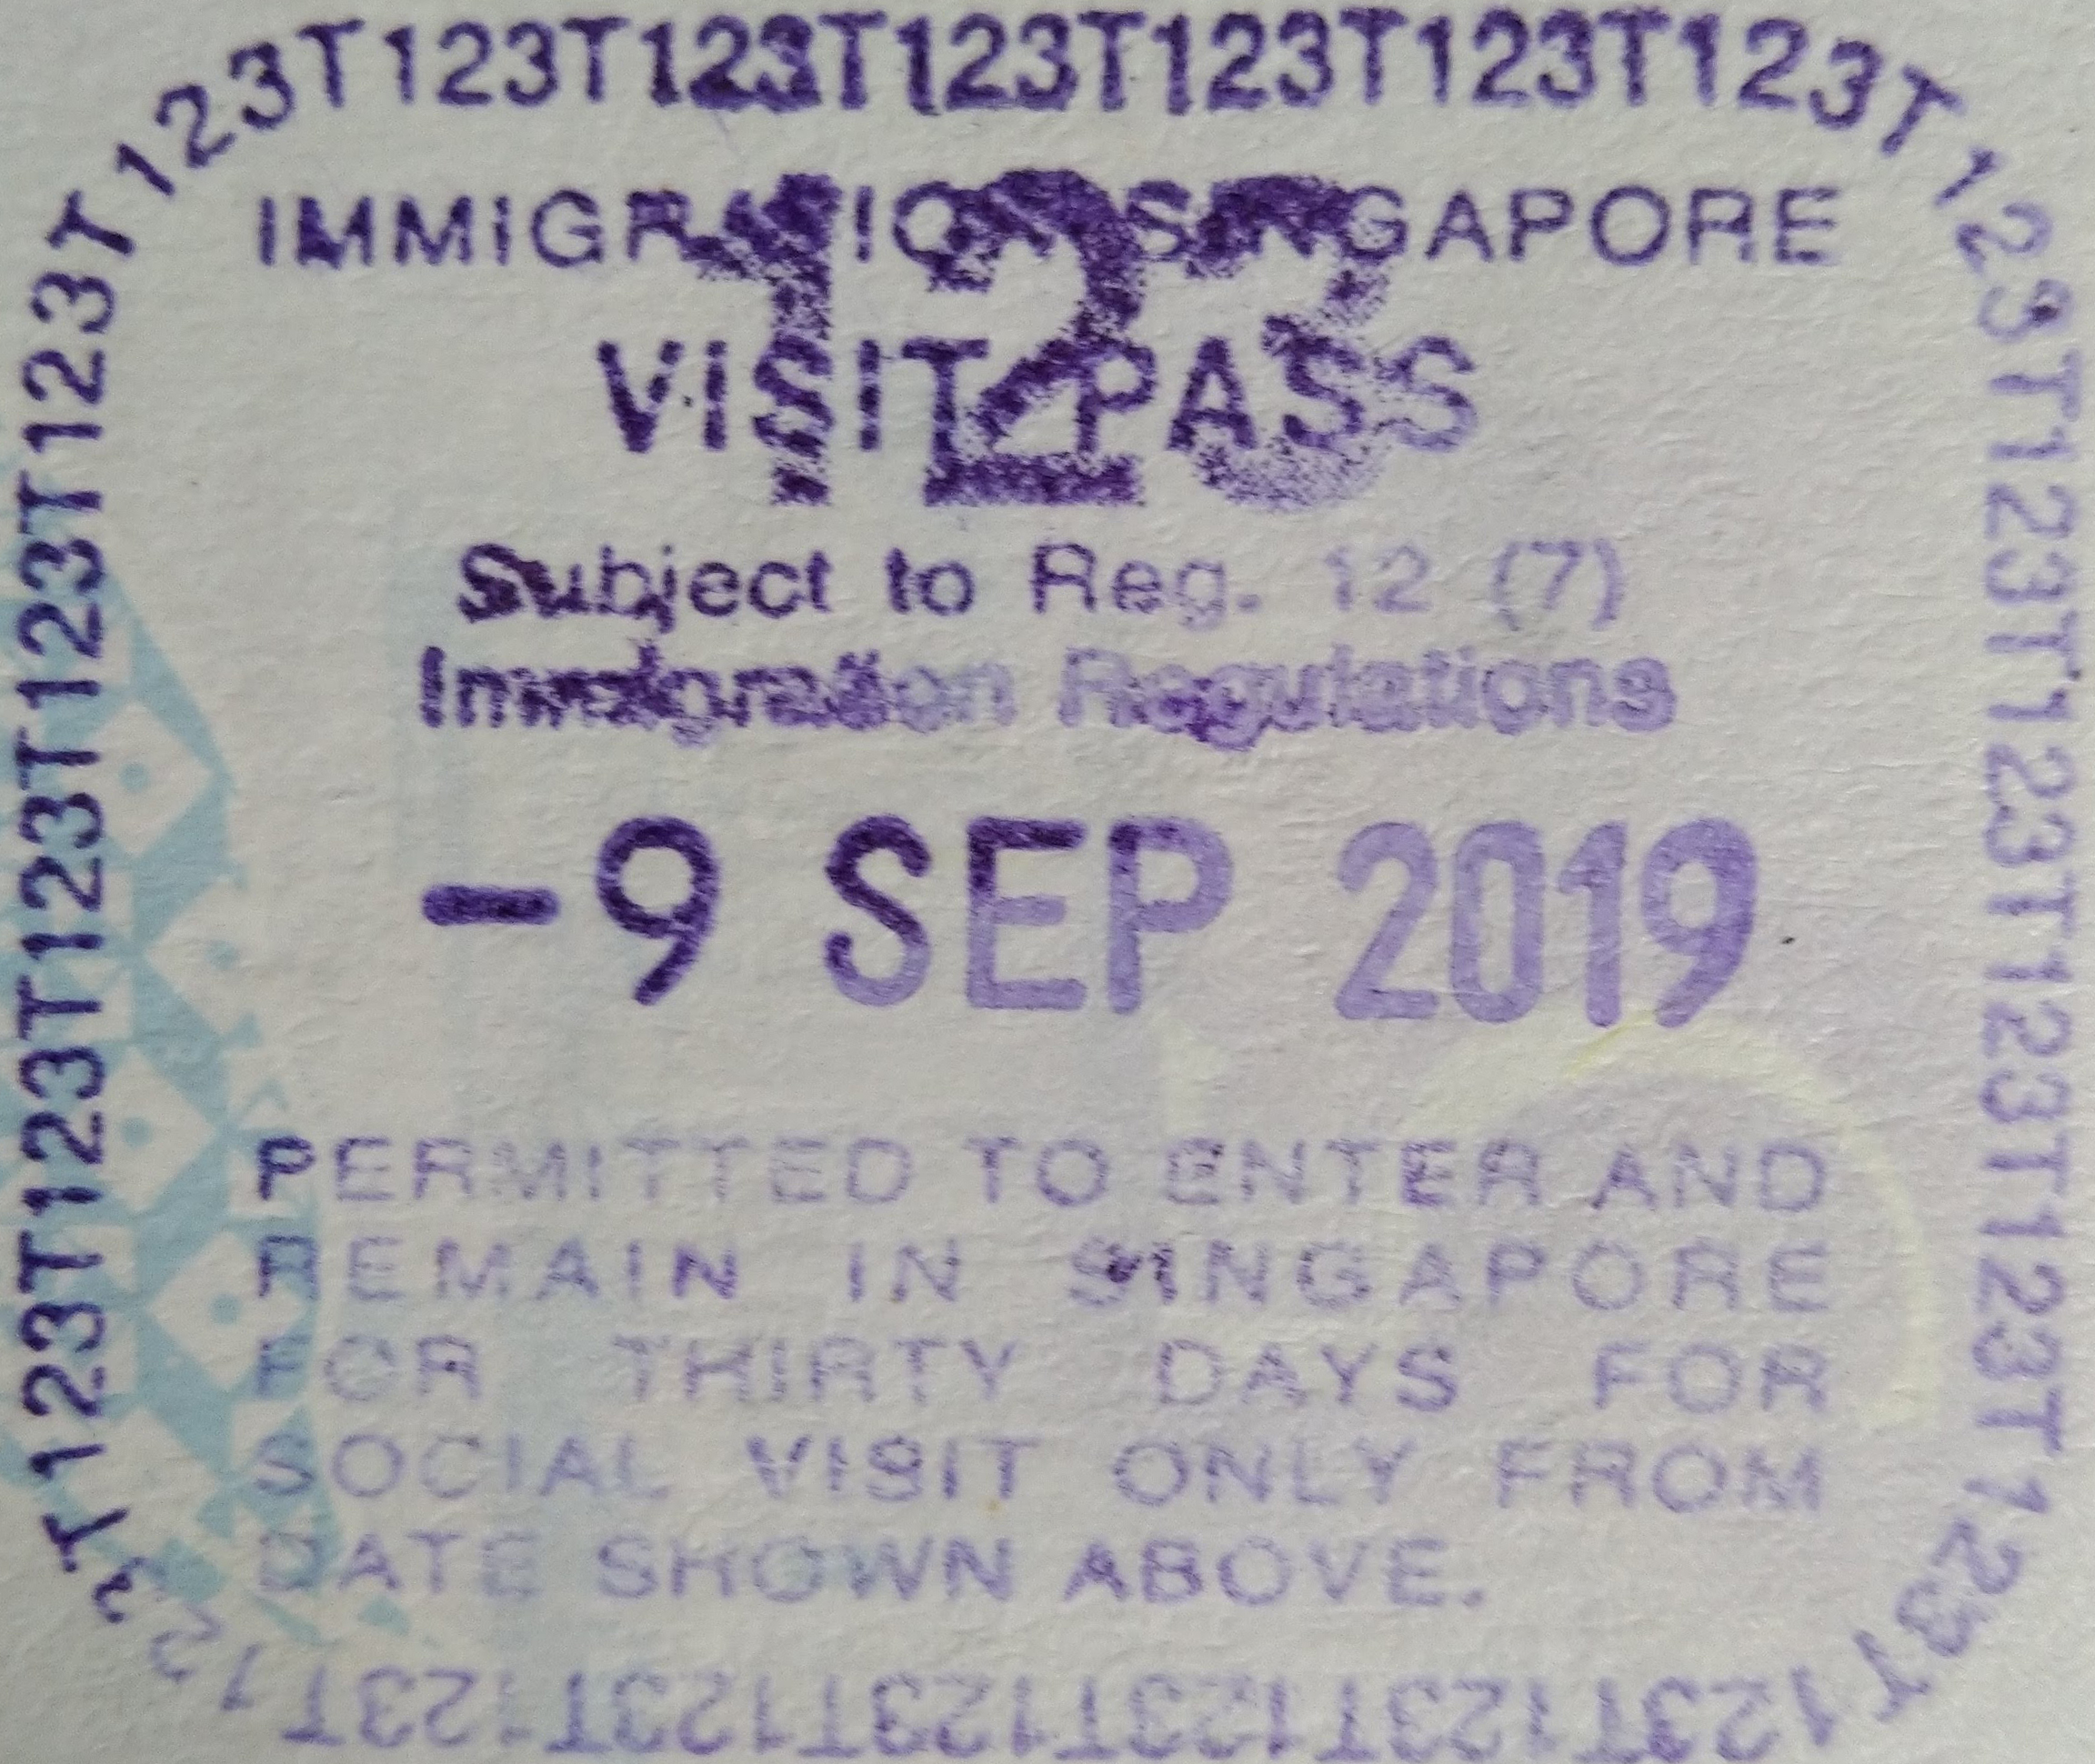 123T123T123T123T123T123T123T123T123T123T123T123T123T123T123T123T123T123T123T123T123T123T123T123T
IMMIGRATION SINGAPORE
123
VISIT PASS
Subject to Reg. 12 (7)
Immigration Regulations
-9 SEP 2019
PERMITTED TO ENTER AND
REMAIN IN SINGAPORE
FOR THIRTY DAYS FOR
SOCIAL VISIT ONLY FROM
DATE SHOWN ABOVE.